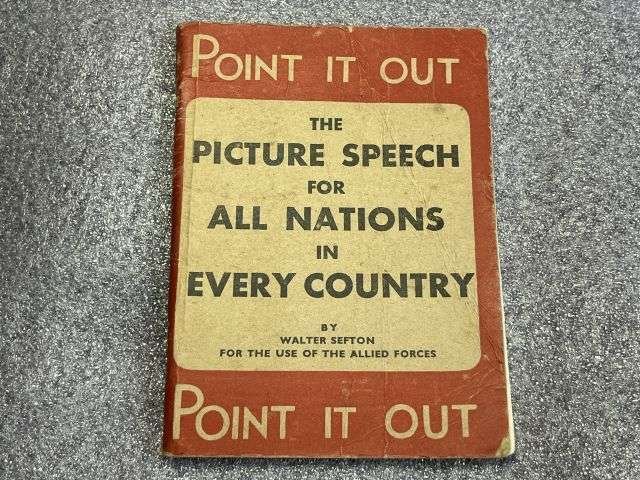 POINT IT OUT
THE
PICTURE SPEECH
FOR
ALL NATIONS
IN
EVERY COUNTRY
BY
WALTER SEFTON
FOR THE USE OF THE ALLIED FORCES
POINT IT OUT